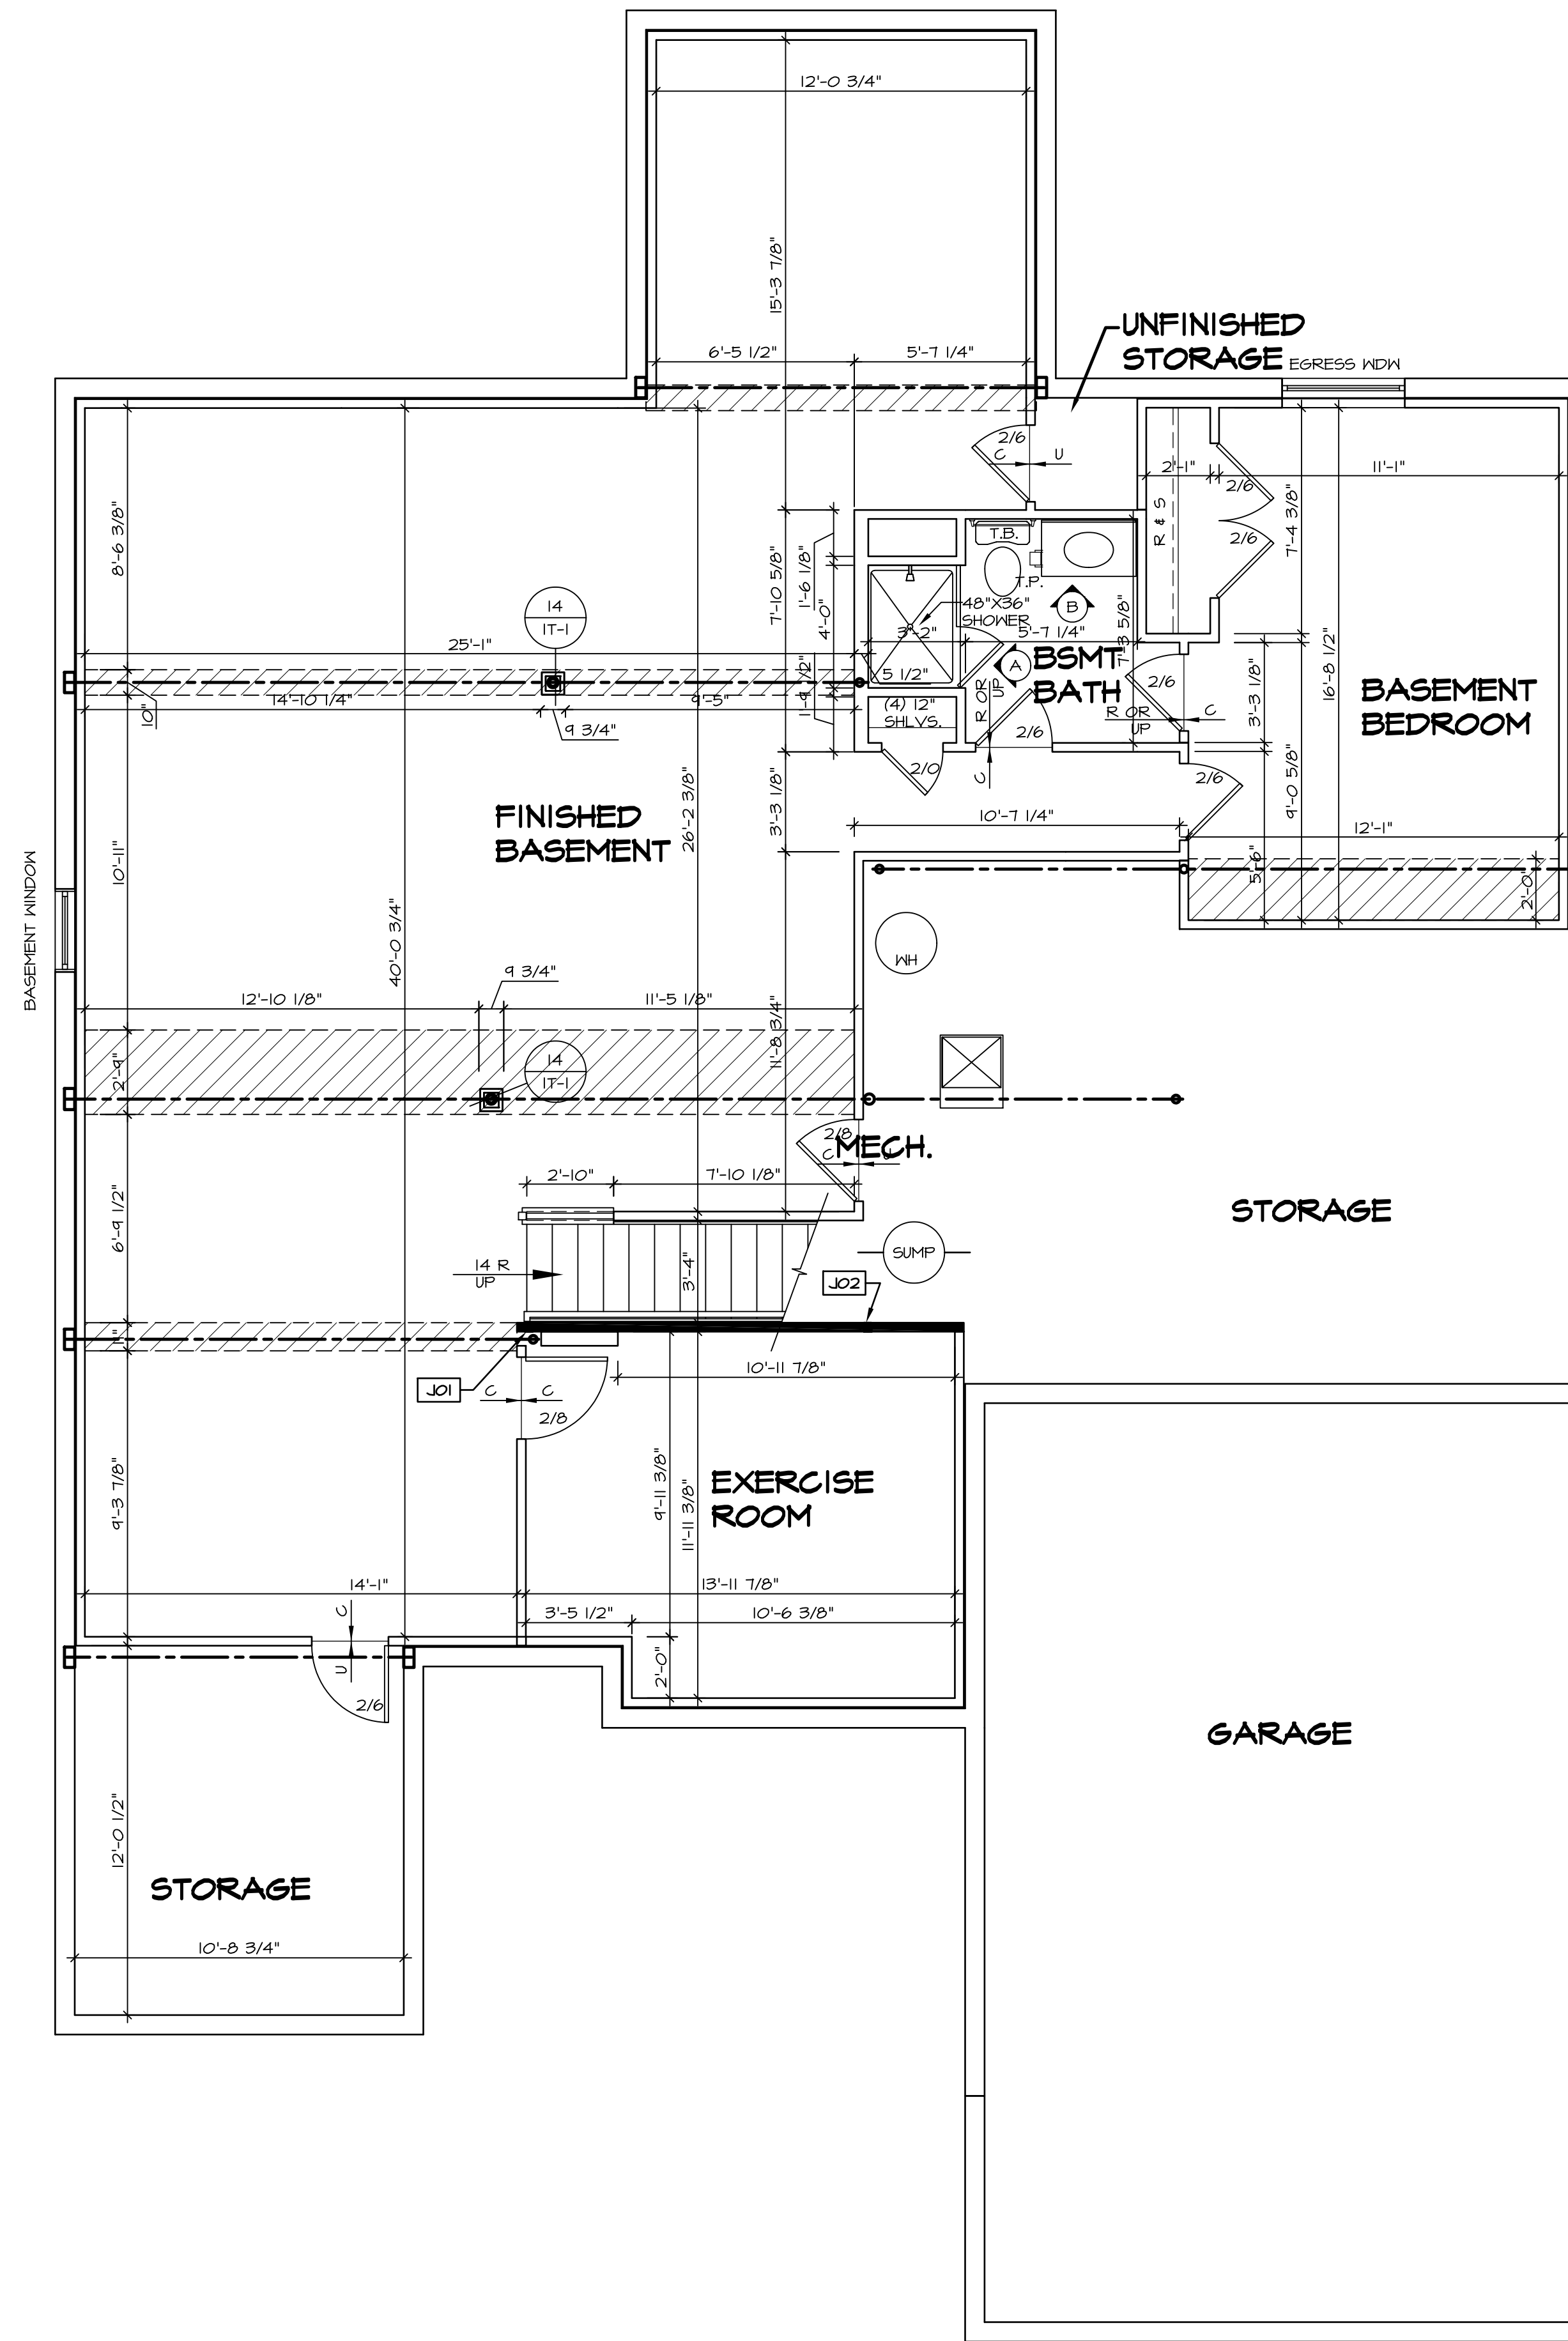 12'-0 3/4"
15'-3 7/8"
UNFINISHED
STORAGE
EGRESS WDW
6'-5 1/2"
5'-7 1/4"
2/6
C
U
2'-1"
11'-1"
2/6
2/6
R & S
7'-4 3/8"
8'-6 3/8"
7'-10 5/8"
1'-6 1/8"
4'-0"
T.B.
T.P.
B
48"X36"
SHOWER
3'-2"
5'-7 1/4"
7'-3 5/8"
14
1T-1
25'-1"
14'-10 1/4"
9'-5"
10"
9 3/4"
1'-9 1/2"
5 1/2"
A
BSMT
BATH
(4) 12"
SHLVS.
R OR
UP
2/6
C
2/6
R OR
UP
C
3'-3 1/8"
16'-8 1/2"
BASEMENT
BEDROOM
2/0
2/6
FINISHED
BASEMENT
26'-2 3/8"
3'-3 1/8"
10'-7 1/4"
9'-0 5/8"
12'-1"
5'-6"
2'-0"
10'-11"
BASEMENT WINDOW
40'-0 3/4"
WH
9 3/4"
12'-10 1/8"
11'-5 1/8"
11'-8 3/4"
2'-9"
14
1T-1
2/8
MECH.
C
U
2'-10"
7'-10 1/8"
6'-9 1/2"
STORAGE
14 R
UP
3'-4"
SUMP
J02
11"
J01
C
C
2/8
10'-11 7/8"
9'-3 7/8"
9'-11 3/8"
11'-11 3/8"
EXERCISE
ROOM
14'-1"
13'-11 7/8"
3'-5 1/2"
10'-6 3/8"
C
U
2/6
2'-0"
GARAGE
12'-0 1/2"
STORAGE
10'-8 3/4"